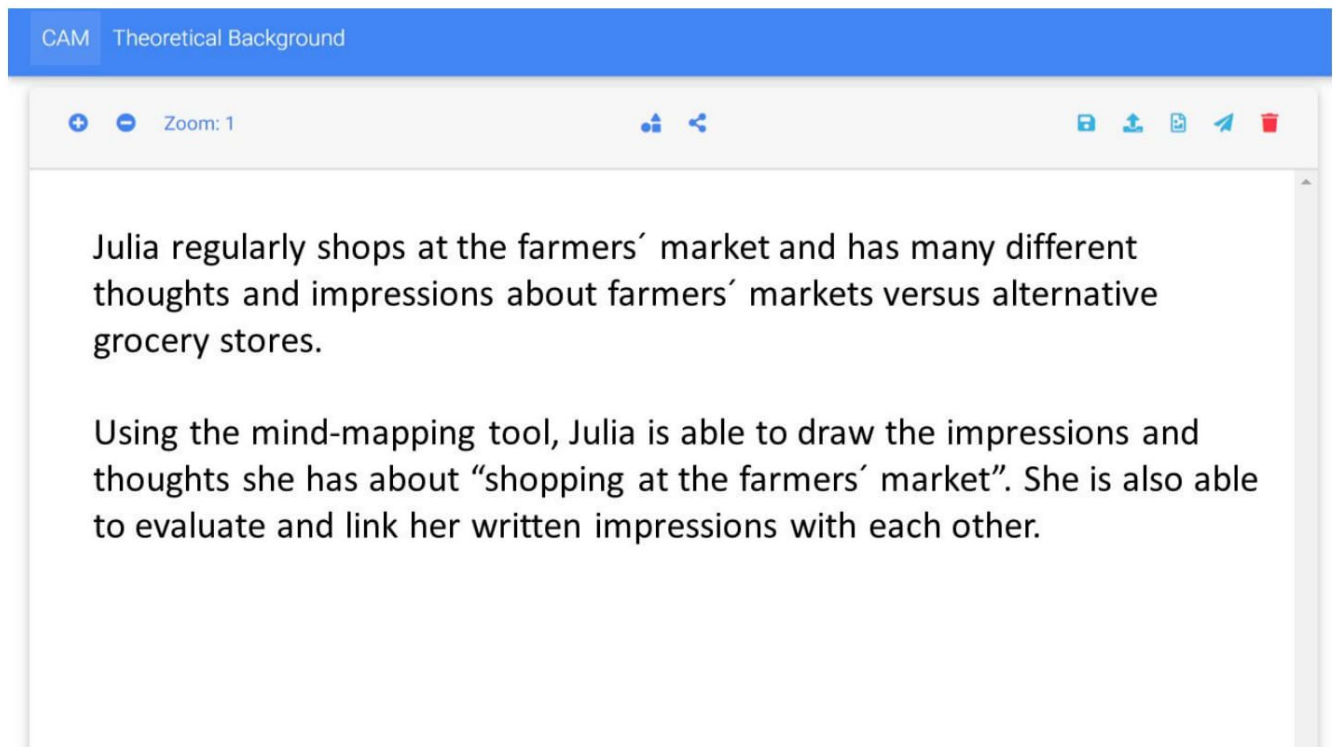 CAM Theoretical Background
Zoom: 1
Julia regularly shops at the farmers´ market and has many different
thoughts and impressions about farmers´ markets versus alternative
grocery stores.
Using the mind-mapping tool, Julia is able to draw the impressions and
thoughts she has about “shopping at the farmers´ market”. She is also able
to evaluate and link her written impressions with each other.